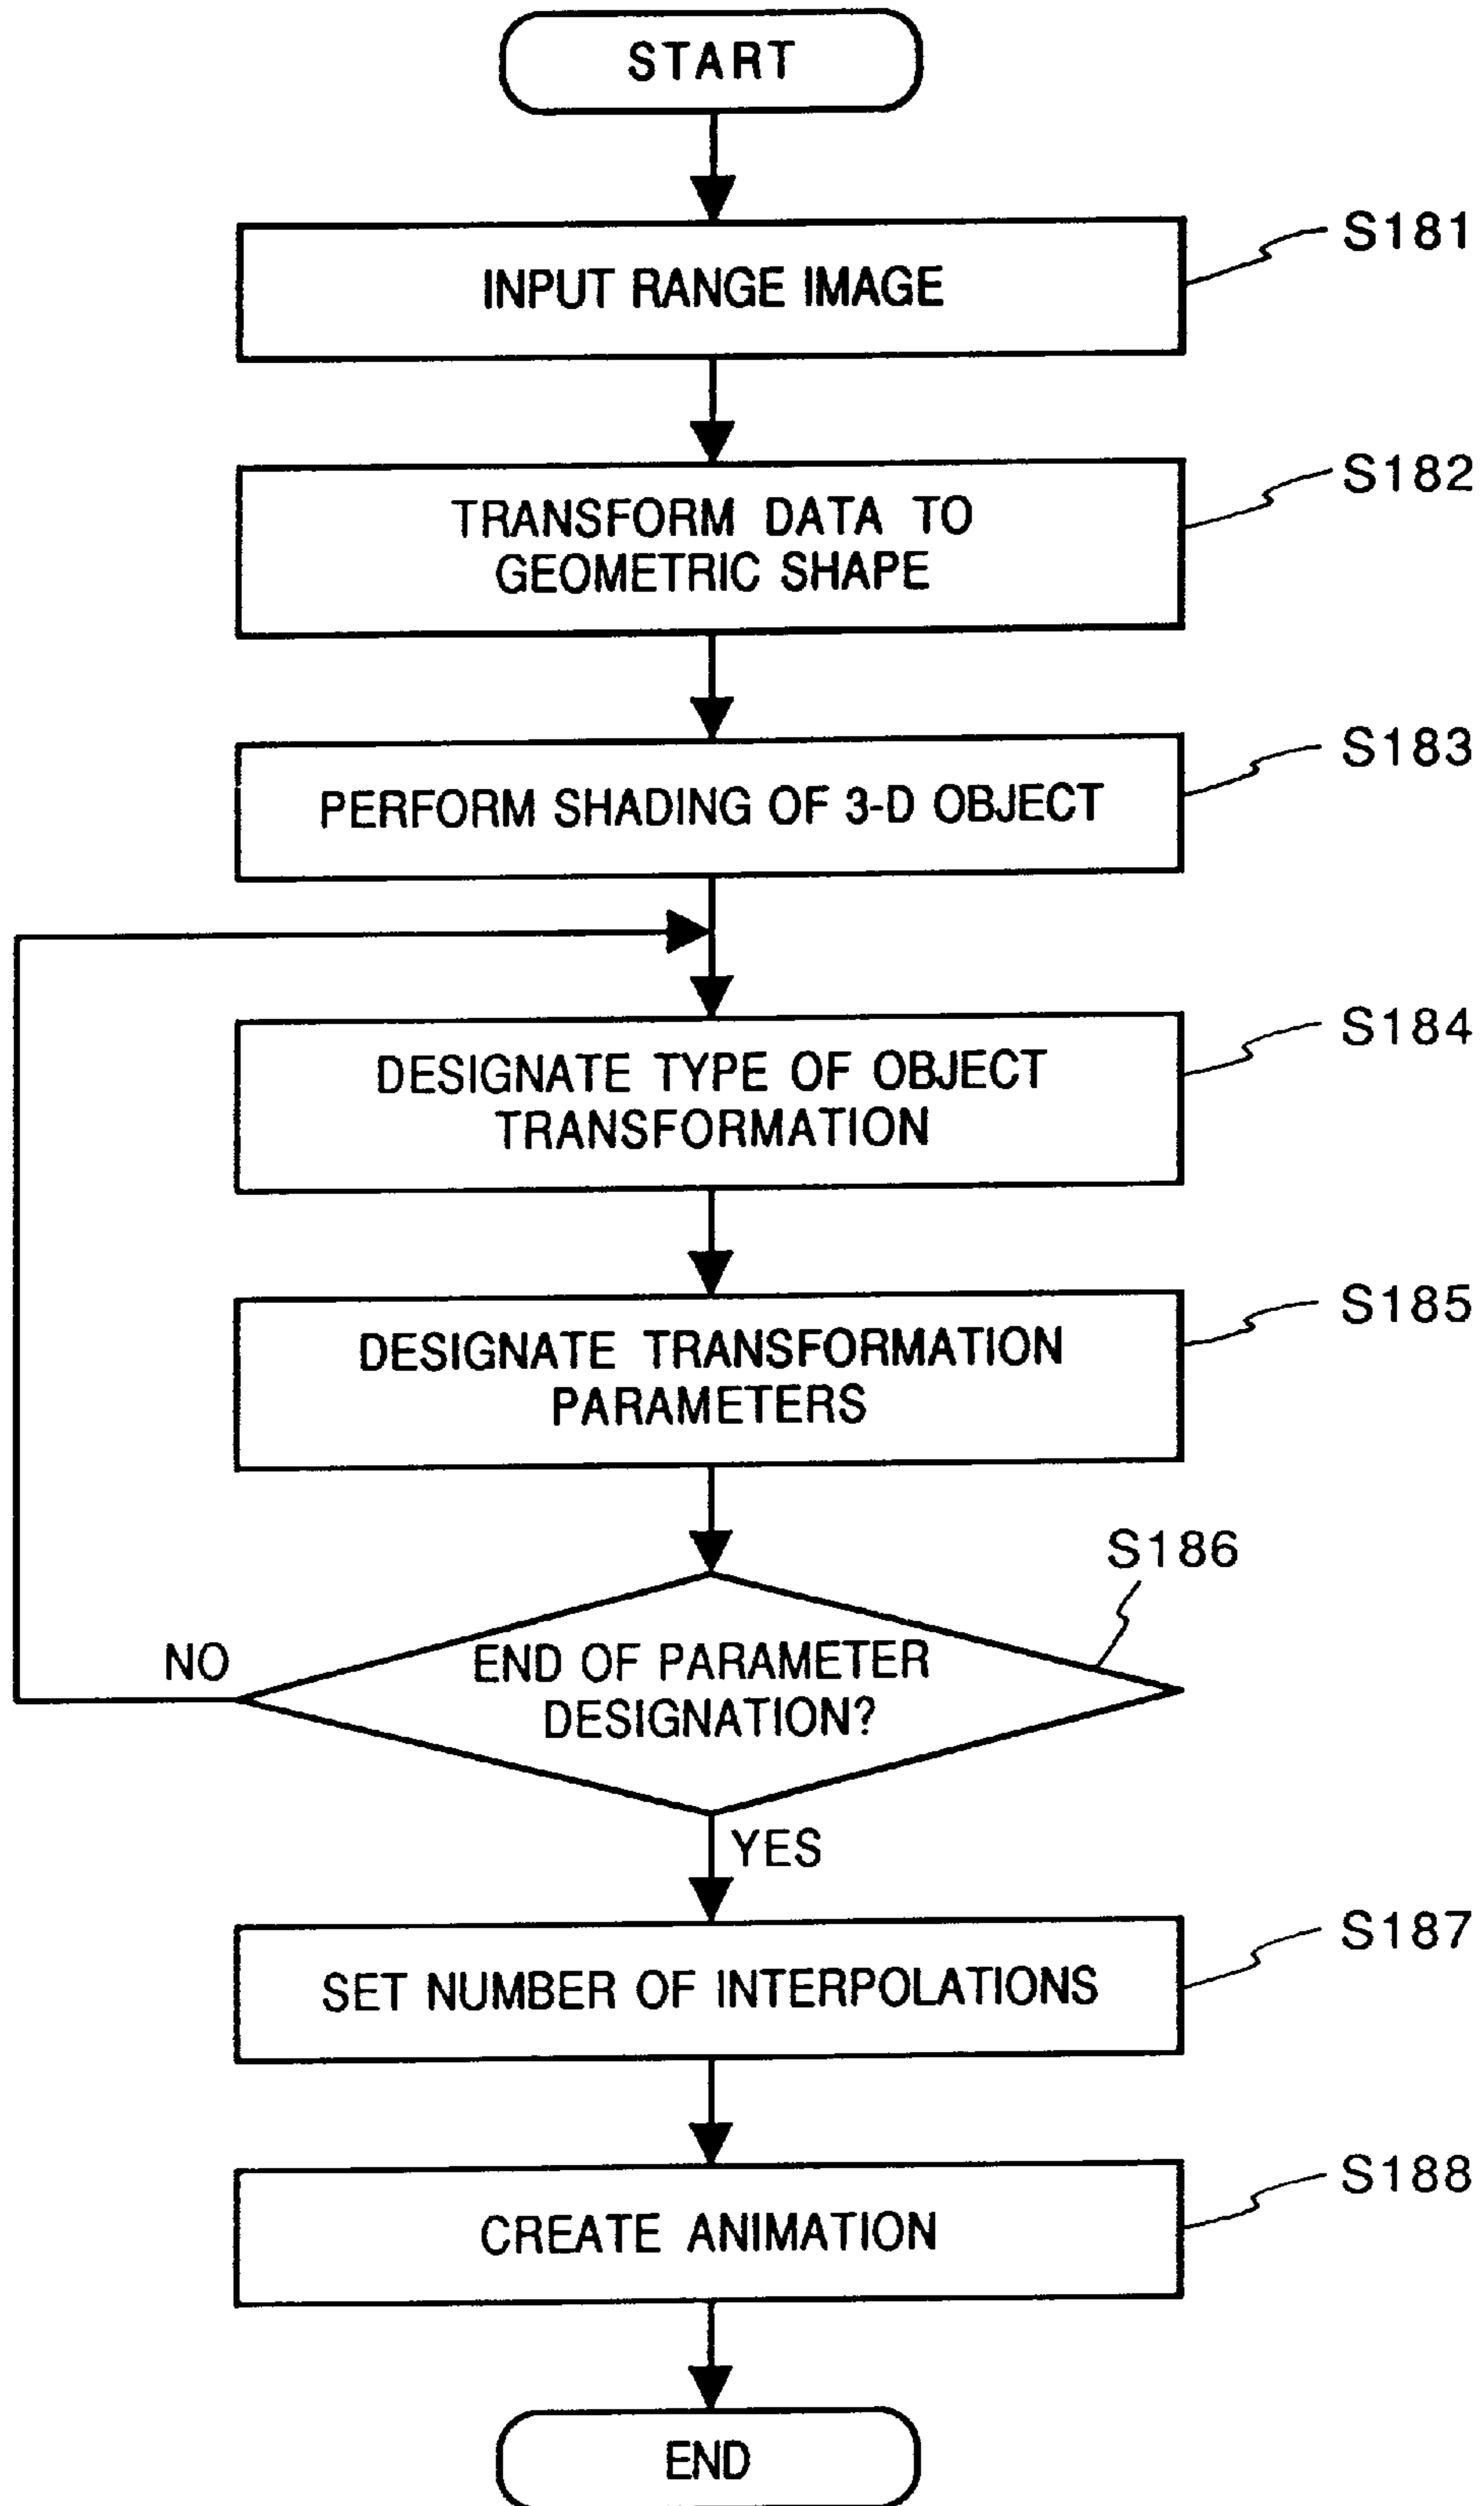 START
INPUT RANGE IMAGE
S181
TRANSFORM DATA TO
GEOMETRIC SHAPE
S182
PERFORM SHADING OF 3-D OBJECT
S183
DESIGNATE TYPE OF OBJECT
TRANSFORMATION
S184
DESIGNATE TRANSFORMATION
PARAMETERS
S185
S186
NO
END OF PARAMETER
DESIGNATION?
YES
SET NUMBER OF INTERPOLATIONS
S187
CREATE ANIMATION
S188
END